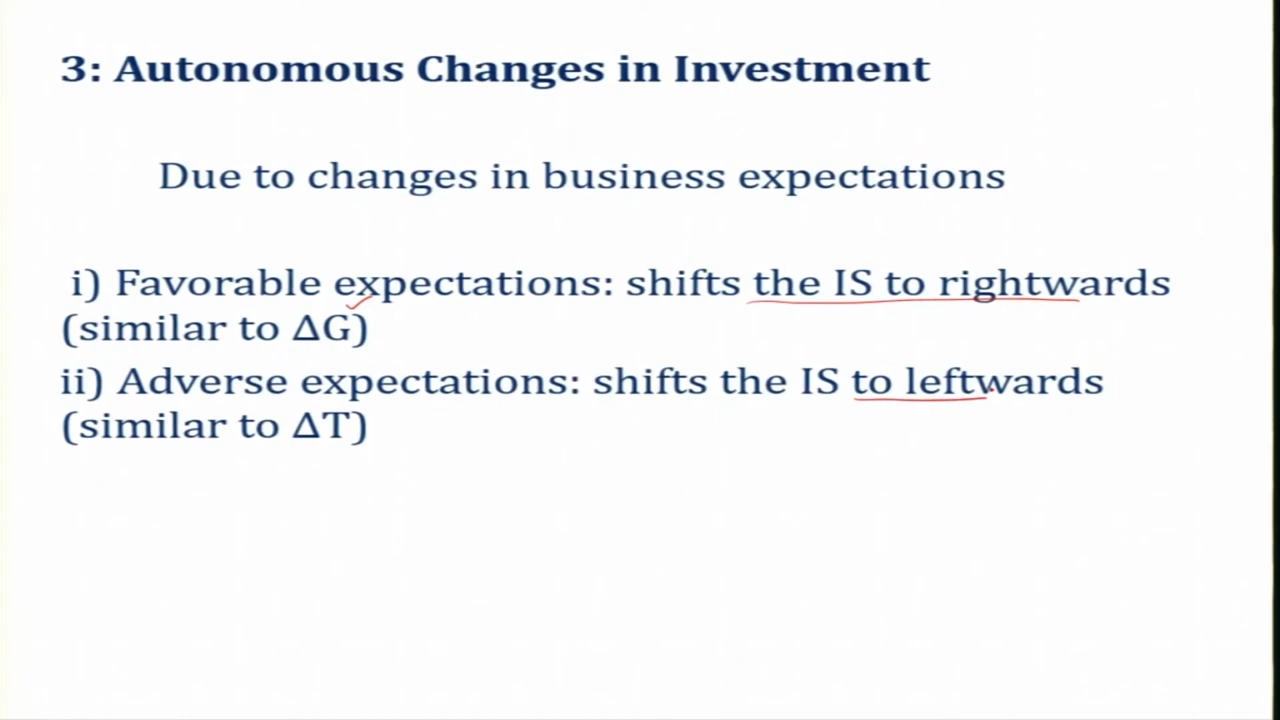 3: Autonomous Changes in Investment
Due to changes in business expectations
i) Favorable expectations: shifts the IS to rightwards
(similar to ΔG)
ii) Adverse expectations: shifts the IS to leftwards
(similar to ΔT)